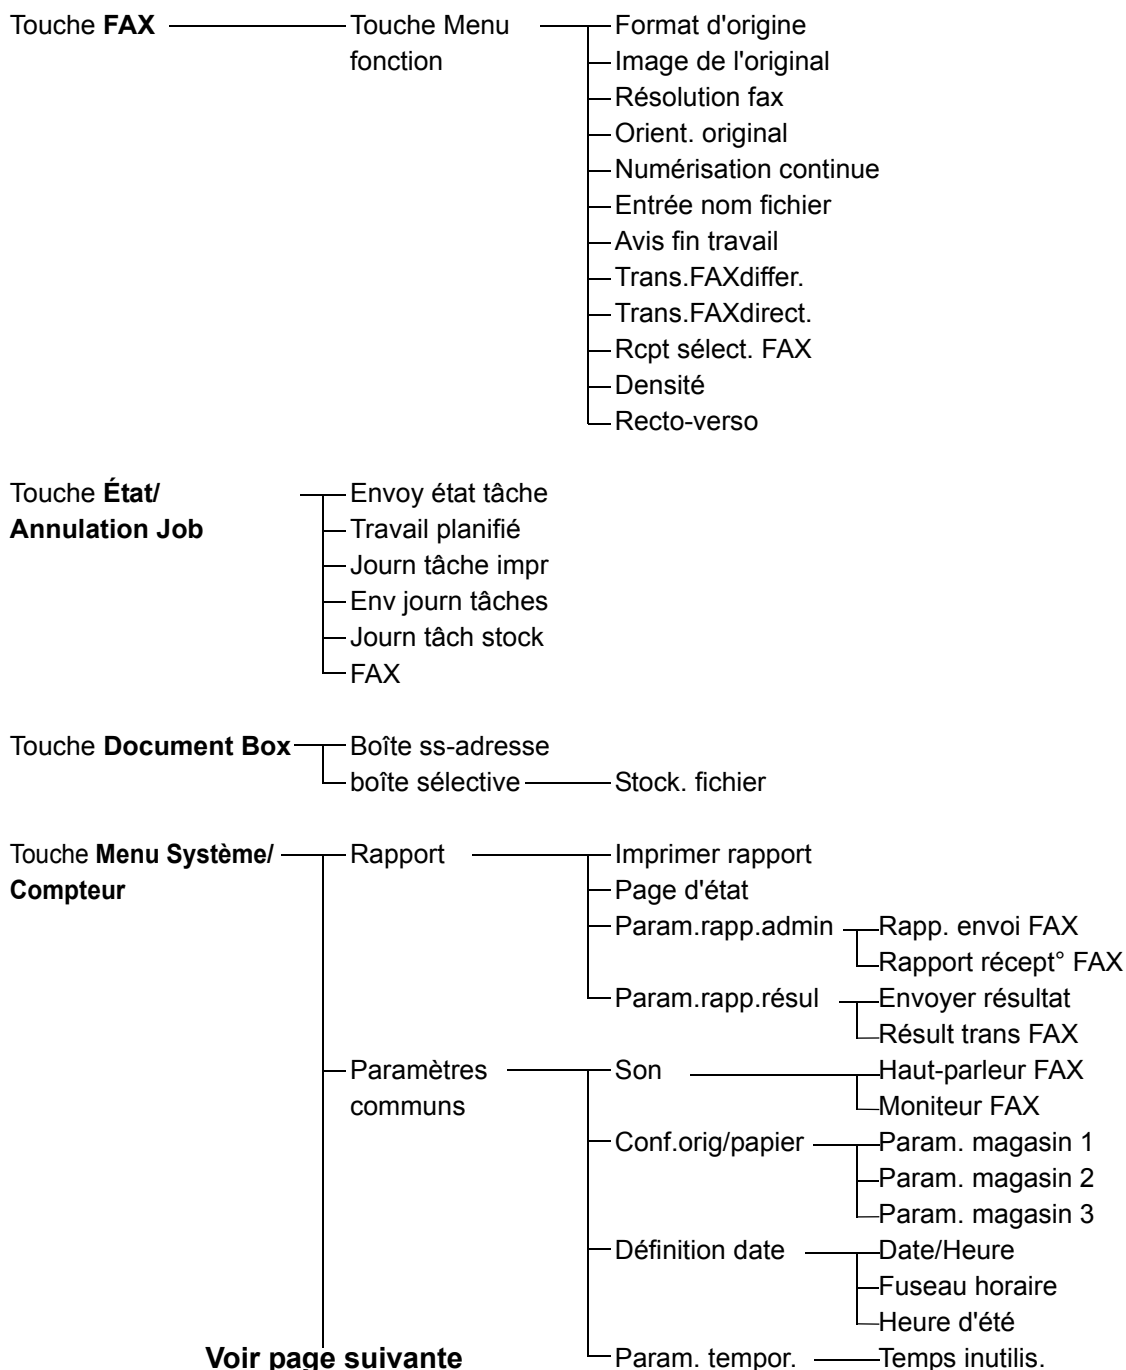 Touche FAX Touche Menu Format d'origine
fonction Image de l'original
Résolution fax
Orient. original
Numérisation continue
Entrée nom fichier
Avis fin travail
Trans.FAXdiffer.
Trans.FAXdirect.
Rcpt sélect. FAX
Densité
Recto-verso
Touche État/ Envoy état tâche
Annulation Job Travail planifié
Journ tâche impr
Env journ tâches
Journ tâch stock
FAX
Touche Document Box Boîte ss-adresse
boîte sélective Stock. fichier
Touche Menu Système/ Rapport Imprimer rapport
Compteur Page d'état
Param.rapp.admin Rapp. envoi FAX
Rapport récept° FAX
Param.rapp.résul Envoyer résultat
Résult trans FAX
Paramètres Son Haut-parleur FAX
communs Moniteur FAX
Conf.orig/papier Param. magasin 1
Param. magasin 2
Param. magasin 3
Définition date Date/Heure
Fuseau horaire
Heure d'été
Voir page suivante Param. tempor. Temps inutilis.